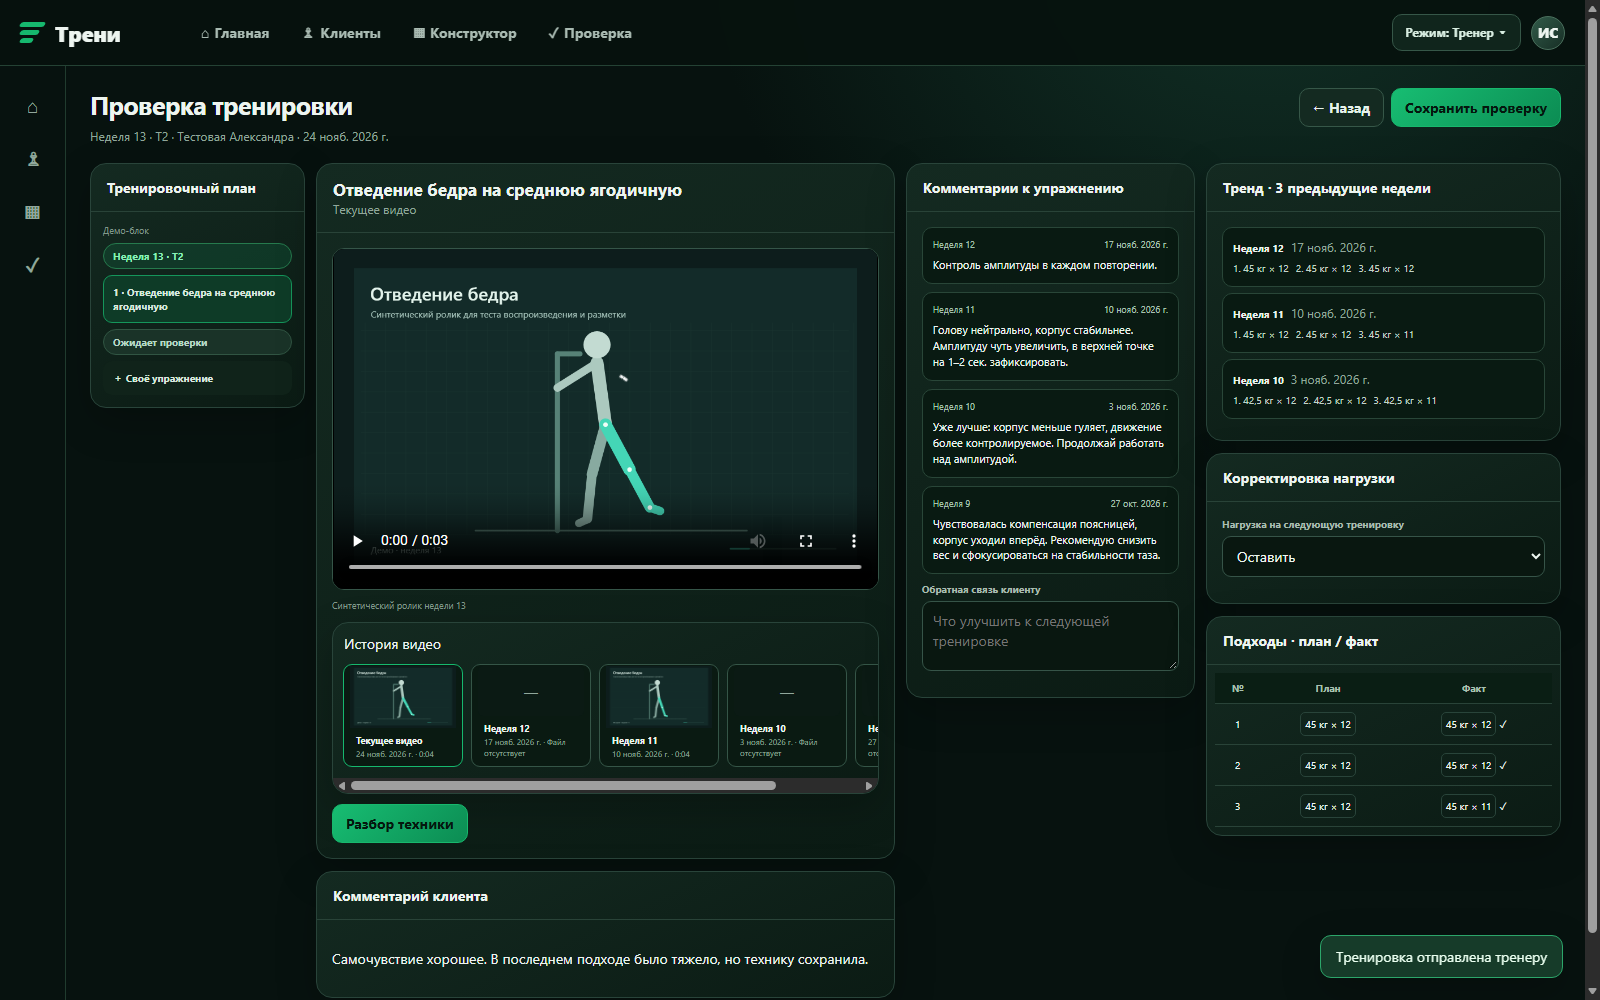 Трени
Главная
Клиенты
Конструктор
Проверка
Режим: Тренер
ИС
Проверка тренировки
Неделя 13 · Т2 · Тестовая Александра · 24 нояб. 2026 г.
← Назад
Сохранить проверку
Тренировочный план
Демо-блок
Неделя 13 · Т2
1 · Отведение бедра на среднюю
ягодичную
Ожидает проверки
+ Своё упражнение
Отведение бедра на среднюю ягодичную
Текущее видео
Отведение бедра
Синтетический ролик для теста воспроизведения и разметки
0:00 / 0:03
Демо · неделя 13
Синтетический ролик недели 13
История видео
Текущее видео
24 нояб. 2026 г. · 0:04
—
Неделя 12
17 нояб. 2026 г. · Файл
отсутствует
Неделя 11
10 нояб. 2026 г. · 0:04
—
Неделя 10
3 нояб. 2026 г. · Файл
отсутствует
Разбор техники
Комментарий клиента
Самочувствие хорошее. В последнем подходе было тяжело, но технику сохранила.
Комментарии к упражнению
Неделя 12 17 нояб. 2026 г.
Контроль амплитуды в каждом повторении.
Неделя 11 10 нояб. 2026 г.
Голову нейтрально, корпус стабильнее.
Амплитуду чуть увеличить, в верхней точке
на 1–2 сек. зафиксировать.
Неделя 10 3 нояб. 2026 г.
Уже лучше: корпус меньше гуляет, движение
более контролируемое. Продолжай работать
над амплитудой.
Неделя 9 27 окт. 2026 г.
Чувствовалась компенсация поясницей,
корпус уходил вперёд. Рекомендую снизить
вес и сфокусироваться на стабильности таза.
Обратная связь клиенту
Что улучшить к следующей
тренировке
Тренд · 3 предыдущие недели
Неделя 12 17 нояб. 2026 г.
1. 45 кг × 12 2. 45 кг × 12 3. 45 кг × 12
Неделя 11 10 нояб. 2026 г.
1. 45 кг × 12 2. 45 кг × 12 3. 45 кг × 11
Неделя 10 3 нояб. 2026 г.
1. 42,5 кг × 12 2. 42,5 кг × 12 3. 42,5 кг × 11
Корректировка нагрузки
Нагрузка на следующую тренировку
Оставить
Подходы · план / факт
№ План Факт
1 45 кг × 12 45 кг × 12 ✓
2 45 кг × 12 45 кг × 12 ✓
3 45 кг × 12 45 кг × 11 ✓
Тренировка отправлена тренеру